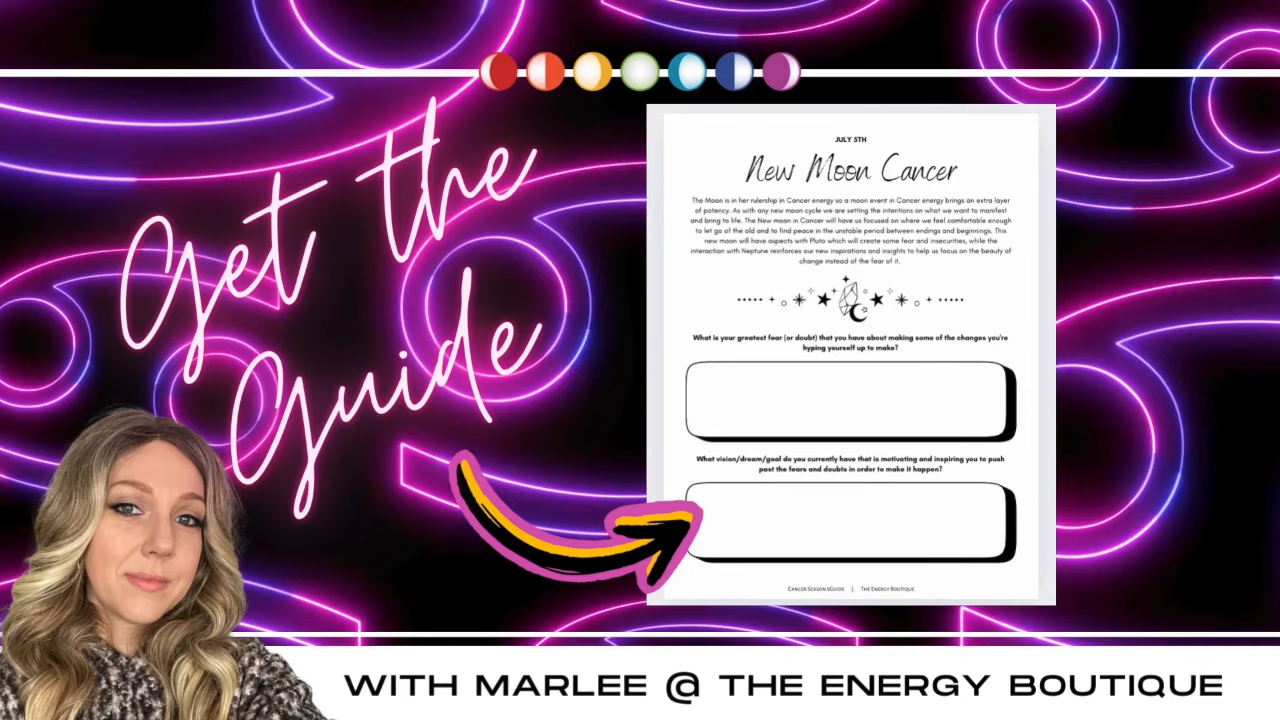 Get the
Guide
JULY 5TH
New Moon Cancer
The Moon is in her rulership in Cancer energy so a moon event in Cancer energy brings an extra layer
of potency. As with any new moon cycle we are setting the intentions on what we want to manifest
and bring to life. The New moon in Cancer will have us focused on where we feel comfortable enough
to let go of the old and to find peace in the unstable period between endings and beginnings. This
new moon will have aspects with Pluto which will create some fear and insecurities, while the
interaction with Neptune reinforces our new inspirations and insights to help us focus on the beauty of
change instead of the fear of it.
What is your greatest fear (or doubt) that you have about making some of the changes you're
hyping yourself up to make?
What vision/dream/goal do you currently have that is motivating and inspiring you to push
past the fears and doubts in order to make it happen?
CANCER SEASON EGUIDE | THE ENERGY BOUTIQUE
WITH MARLEE @ THE ENERGY BOUTIQUE